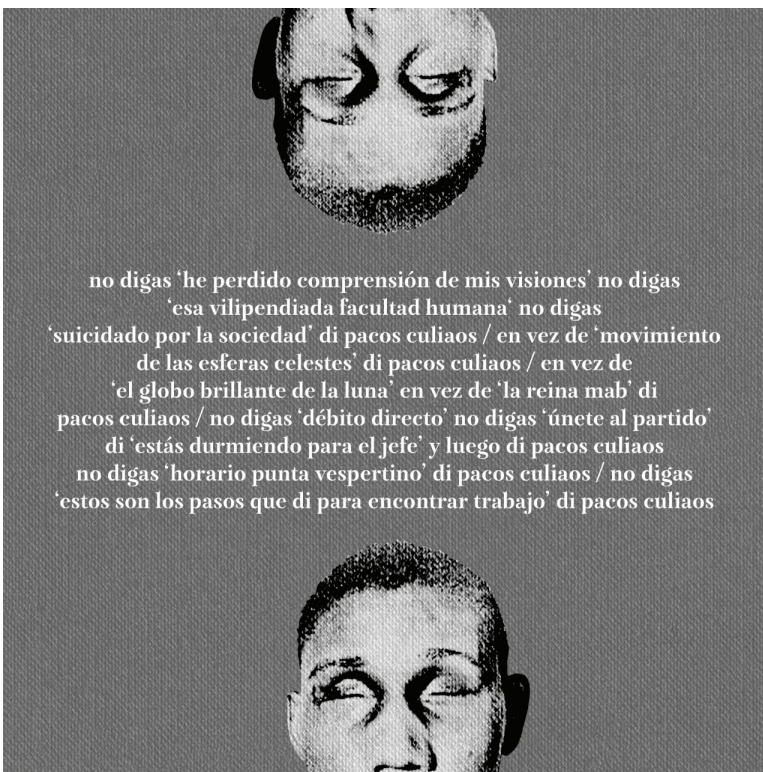 no digas ‘he perdido comprensión de mis visiones’ no digas
‘esa vilipendiada facultad humana‘ no digas
‘suicidado por la sociedad’ di pacos culiaos / en vez de ‘movimiento
de las esferas celestes’ di pacos culiaos / en vez de
‘el globo brillante de la luna’ en vez de ‘la reina mab’ di
pacos culiaos / no digas ‘débito directo’ no digas ‘únete al partido’
di ‘estás durmiendo para el jefe’ y luego di pacos culiaos
no digas ‘horario punta vespertino’ di pacos culiaos / no digas
‘estos son los pasos que di para encontrar trabajo’ di pacos culiaos